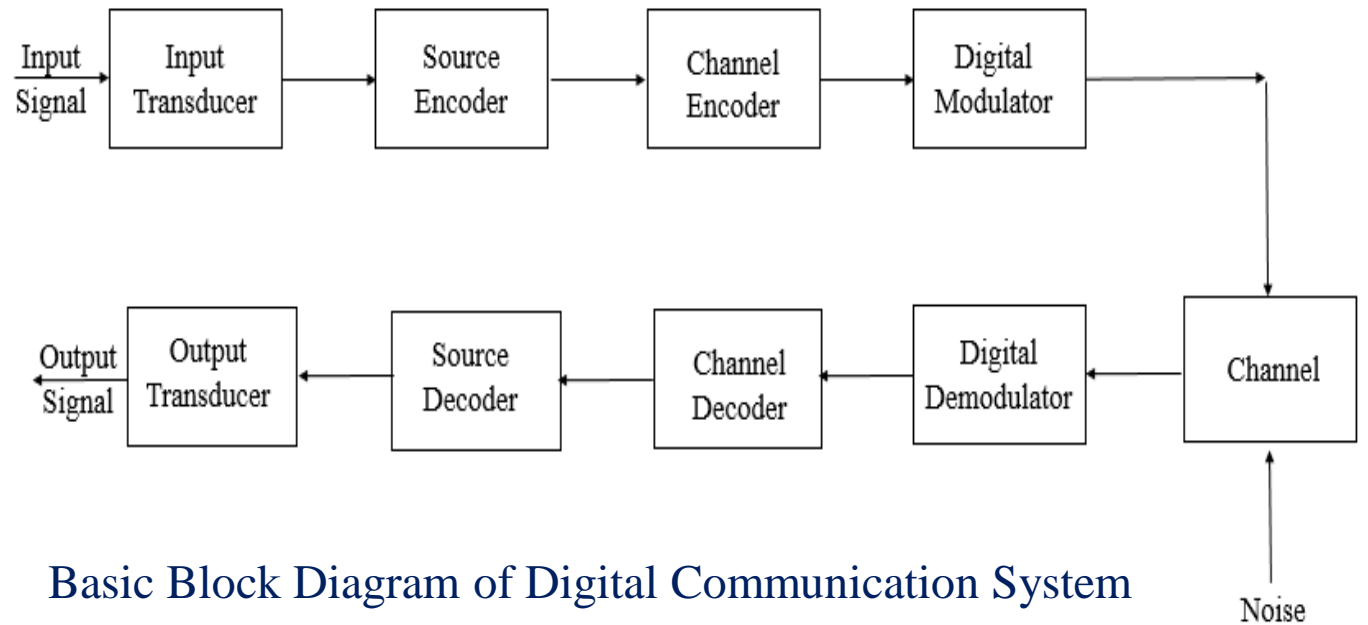 Input
Signal
Input
Transducer
Source
Encoder
Channel
Encoder
Digital
Modulator
Channel
Noise
Digital
Demodulator
Channel
Decoder
Source
Decoder
Output
Transducer
Output
Signal
Basic Block Diagram of Digital Communication System